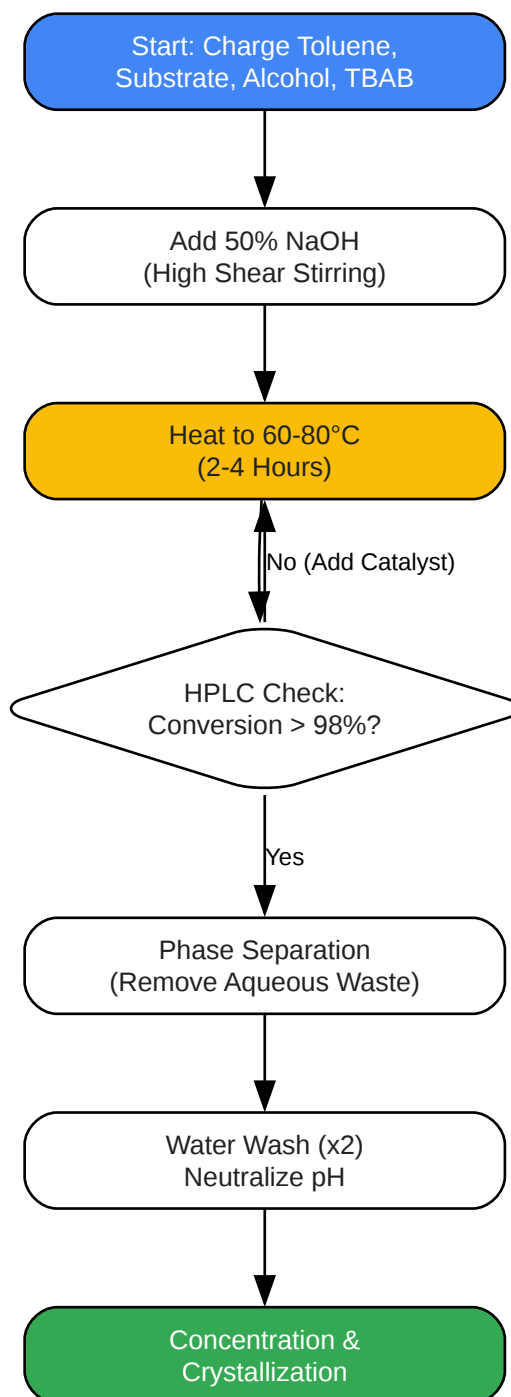 Start: Charge Toluene,
Substrate, Alcohol, TBAB
Add 50% NaOH
(High Shear Stirring)
Heat to 60-80°C
(2-4 Hours)
No (Add Catalyst)
HPLC Check:
Conversion > 98%?
Yes
Phase Separation
(Remove Aqueous Waste)
Water Wash (x2)
Neutralize pH
Concentration &
Crystallization